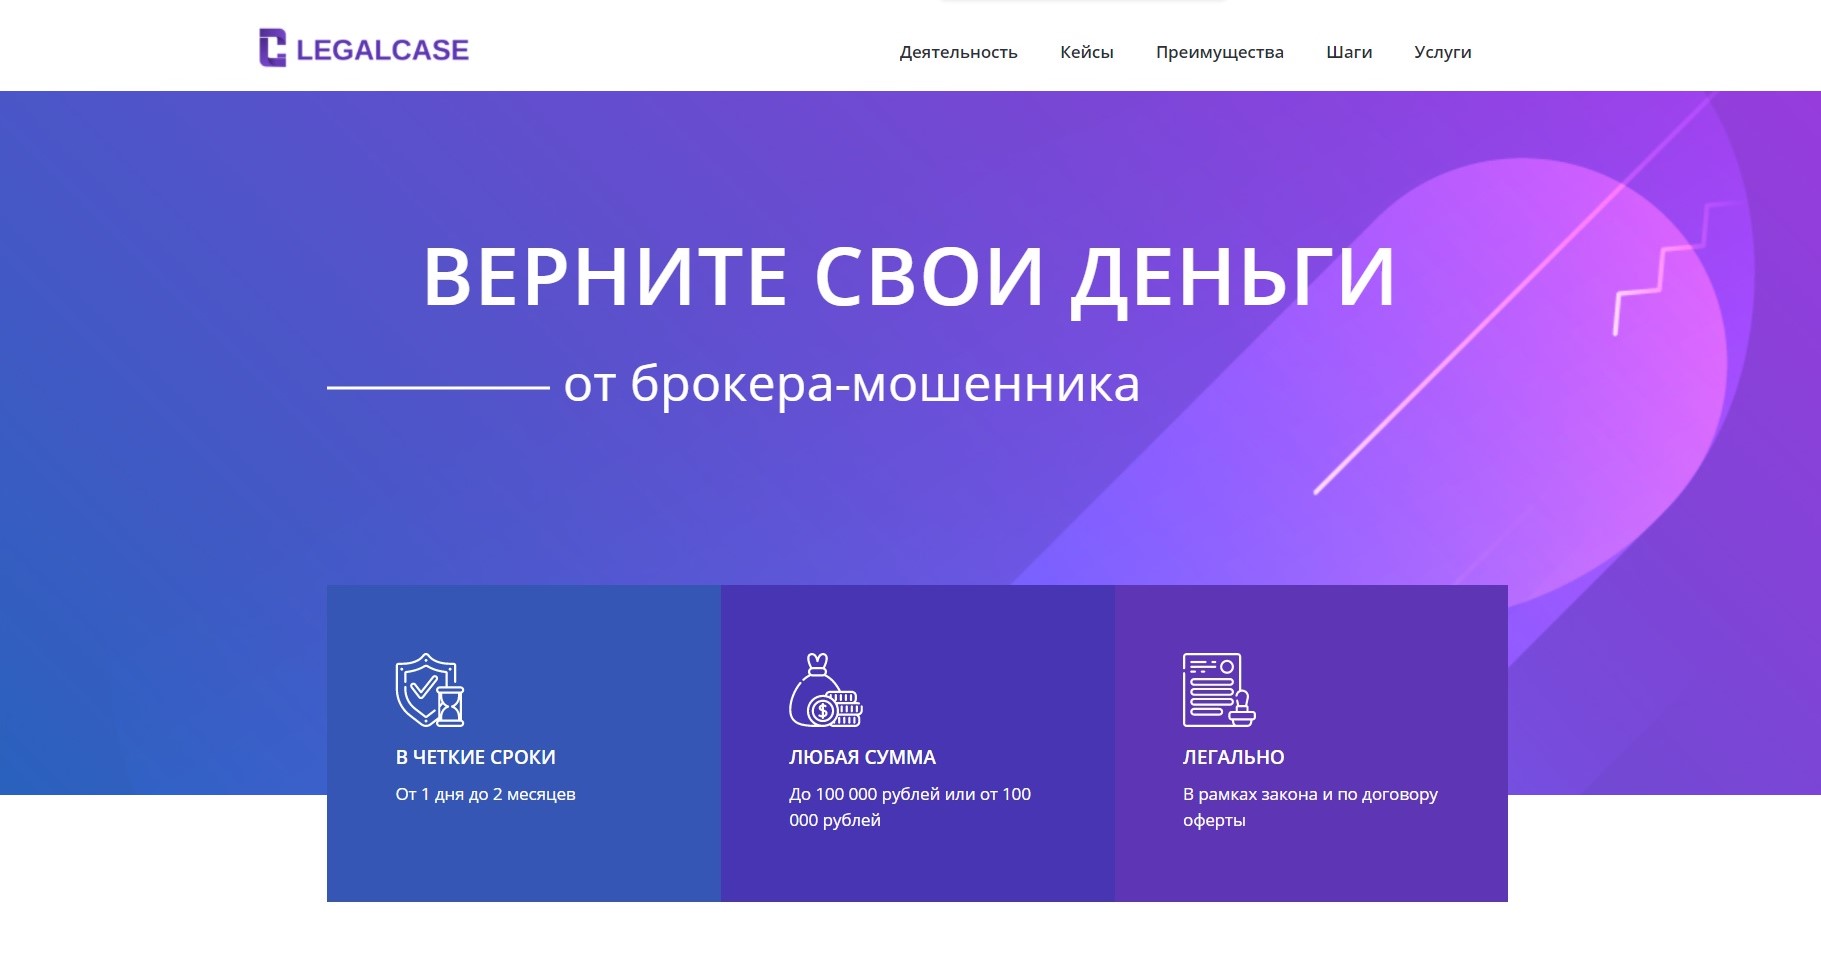 LEGALCASE
Деятельность Кейсы Преимущества Шаги Услуги
ВЕРНИТЕ СВОИ ДЕНЬГИ
от брокера-мошенника
В ЧЕТКИЕ СРОКИ
От 1 дня до 2 месяцев
ЛЮБАЯ СУММА
До 100 000 рублей или от 100
000 рублей
ЛЕГАЛЬНО
В рамках закона и по договору
оферты